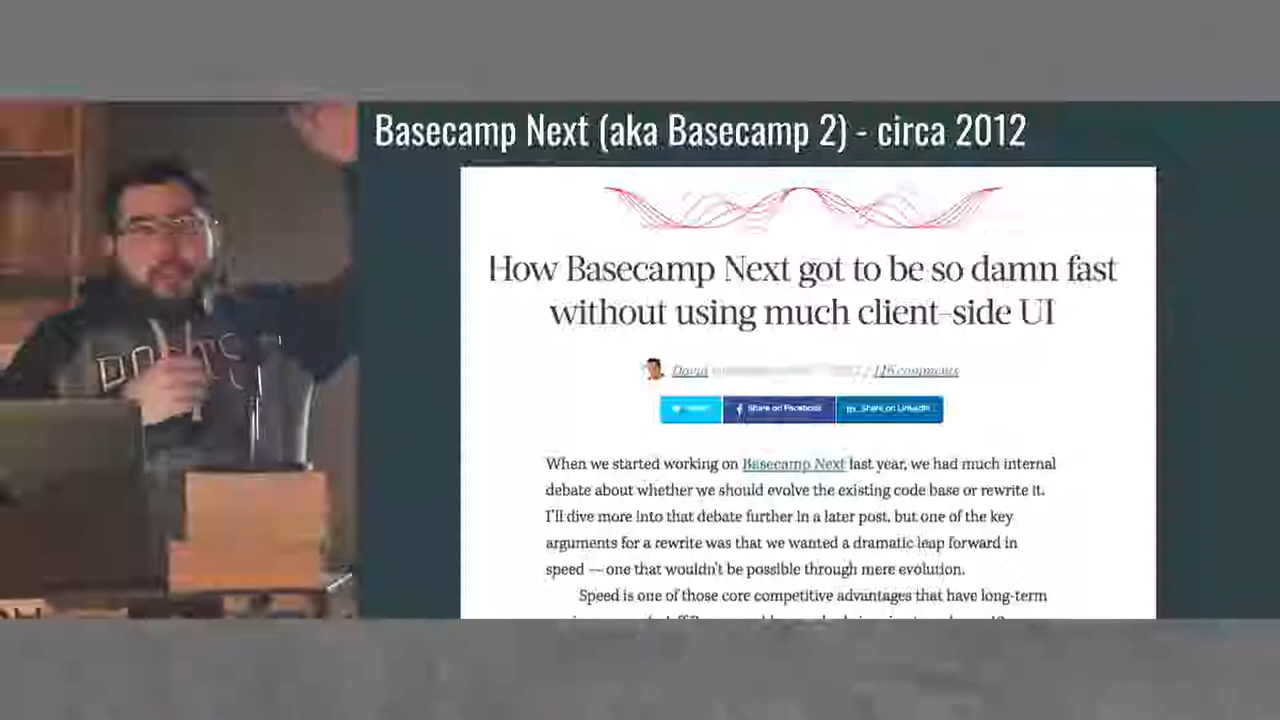 Basecamp Next (aka Basecamp 2) - circa 2012
How Basecamp Next got to be so damn fast
without using much client-side UI
David / 116 comments
Share on Facebook
Share on LinkedIn
When we started working on Basecamp Next last year, we had much internal
debate about whether we should evolve the existing code base or rewrite it.
I'll dive more into that debate further in a later post, but one of the key
arguments for a rewrite was that we wanted a dramatic leap forward in
speed — one that wouldn't be possible through mere evolution.
Speed is one of those core competitive advantages that have long-term